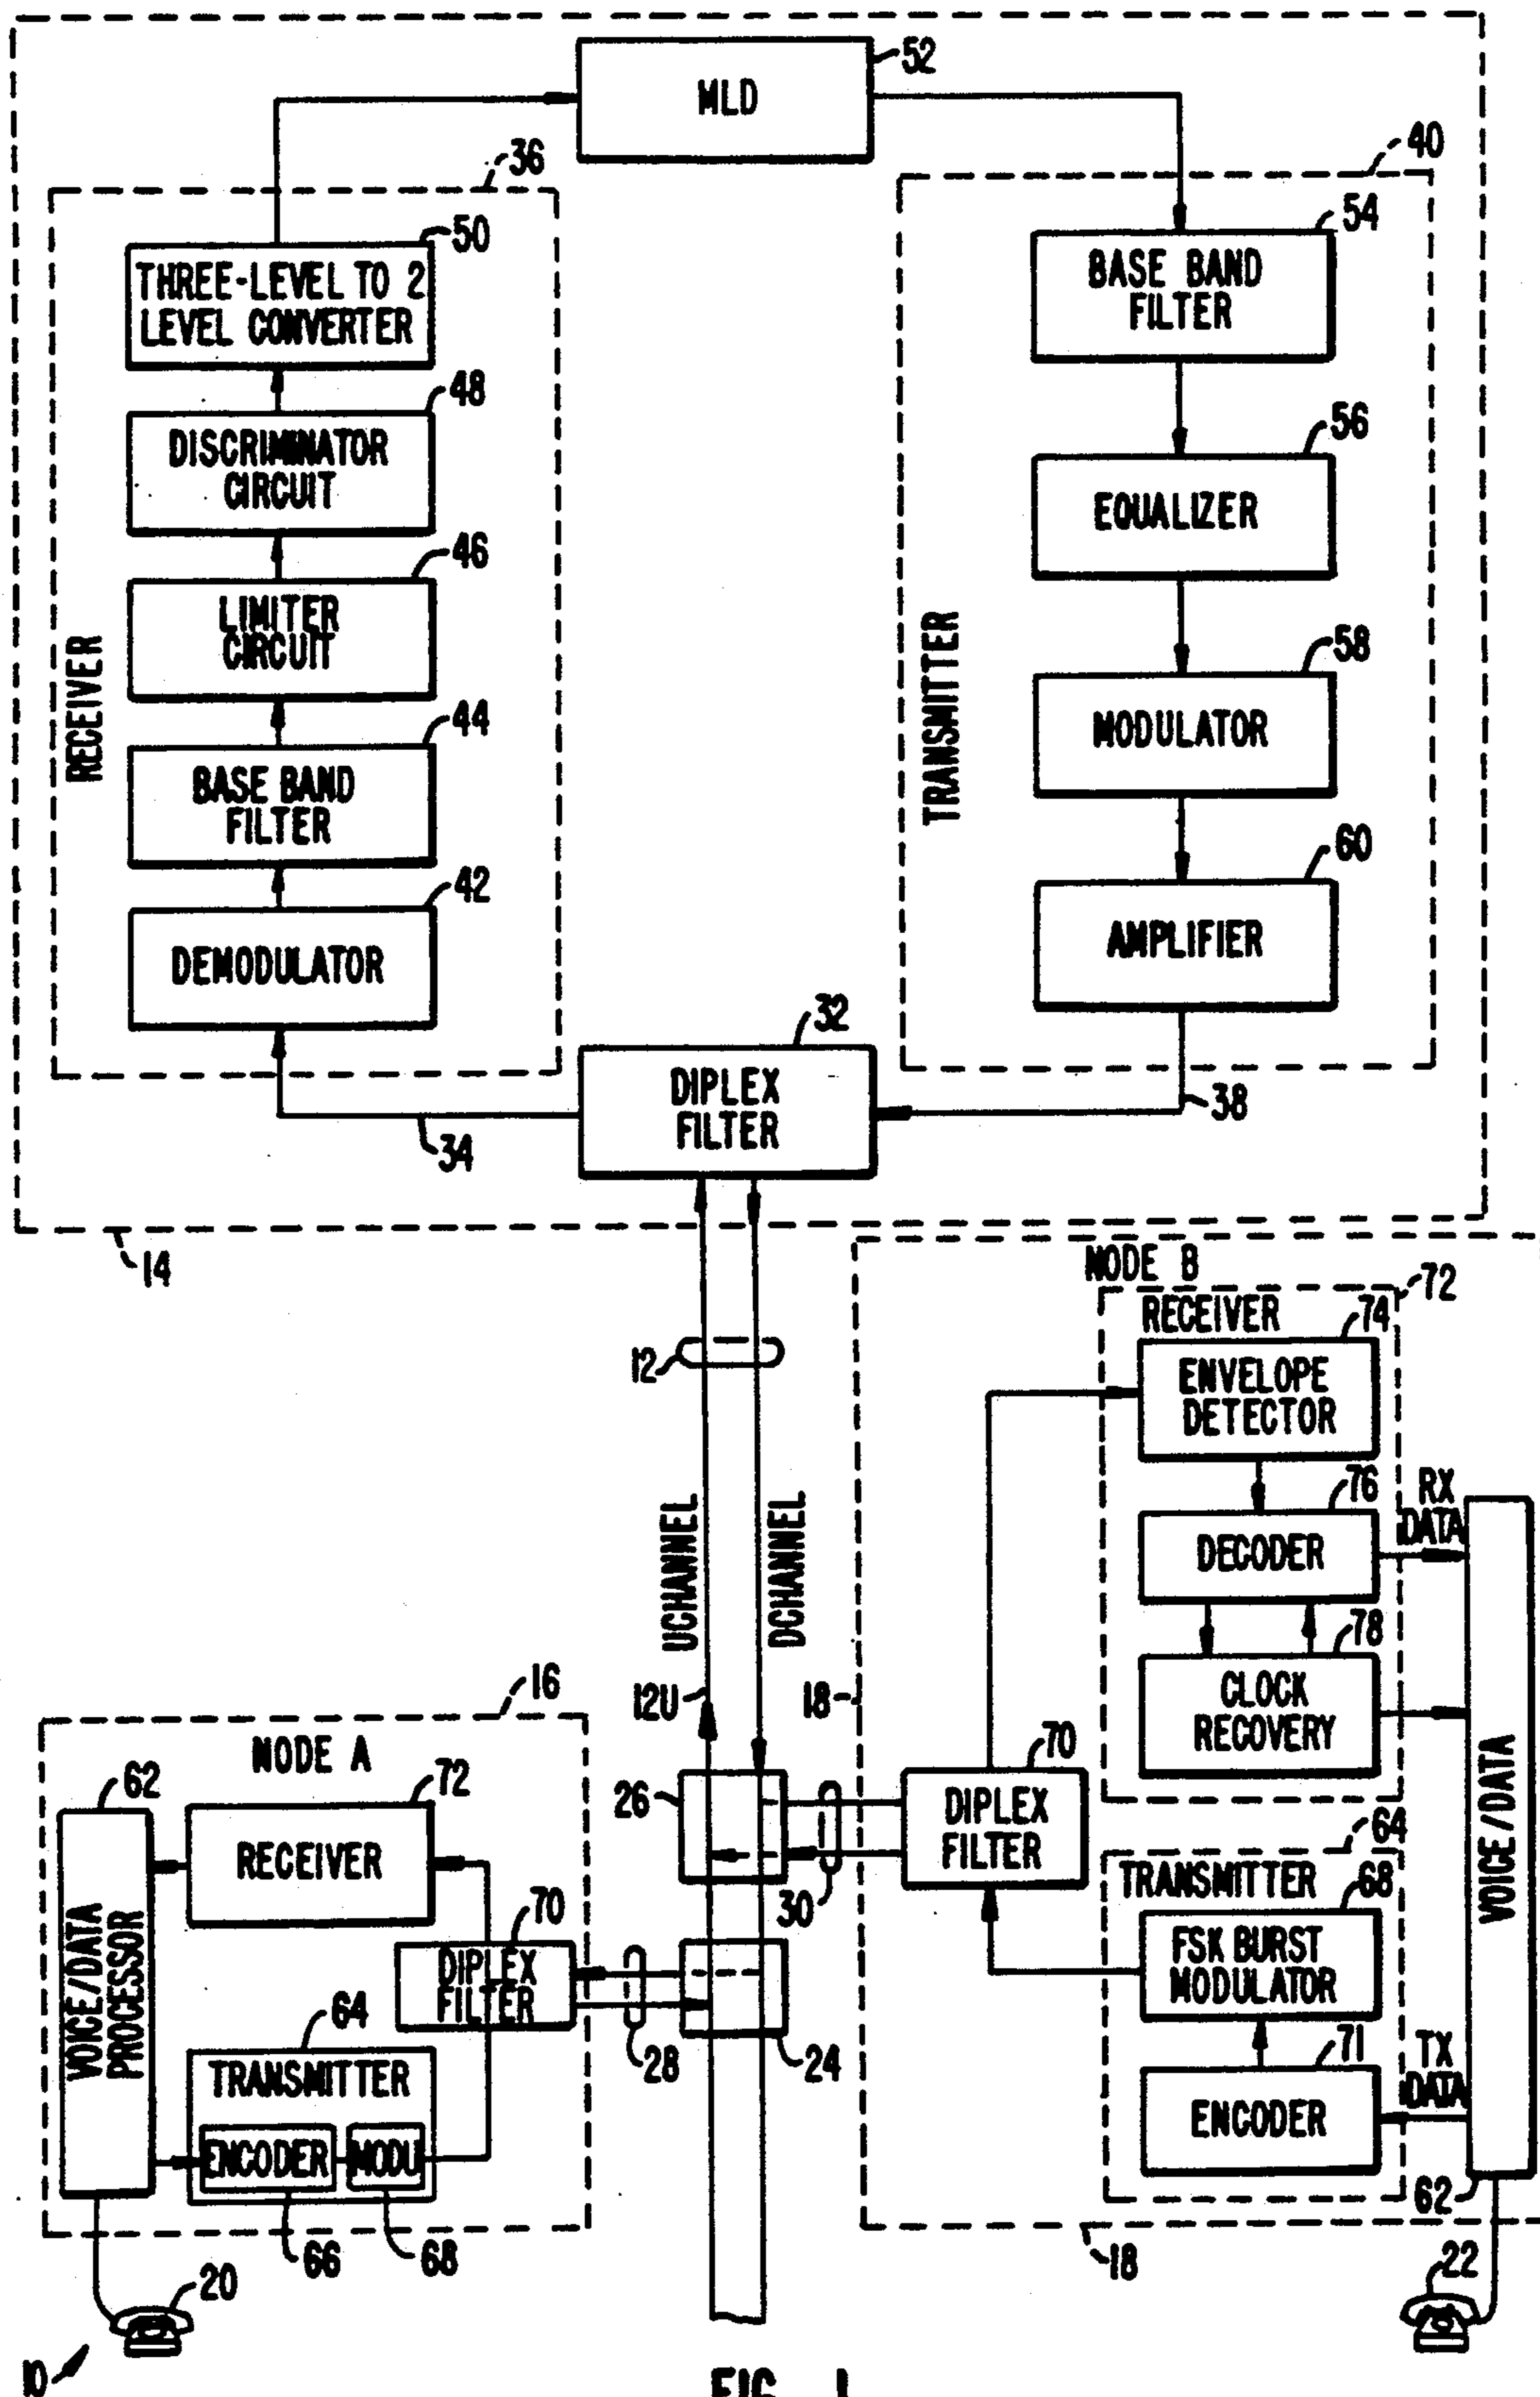 52
MLD
36
40
50
THREE-LEVEL TO 2
LEVEL CONVERTER
54
BASE BAND
FILTER
48
DISCRIMINATOR
CIRCUIT
56
EQUALIZER
46
LIMITER
CIRCUIT
RECEIVER
TRANSMITTER
58
MODULATOR
44
BASE BAND
FILTER
60
AMPLIFIER
42
DEMODULATOR
32
DIPLEX
FILTER
34
38
14
12
UCHANNEL
DCHANNEL
12U
NODE B
72
RECEIVER
74
ENVELOPE
DETECTOR
76
RX
DATA
DECODER
78
CLOCK
RECOVERY
18
VOICE/DATA
16
NODE A
62
72
RECEIVER
VOICE/DATA
PROCESSOR
70
DIPLEX
FILTER
64
TRANSMITTER
ENCODER
MODU
66
68
20
10
26
30
28
24
70
DIPLEX
FILTER
64
TRANSMITTER
68
FSK BURST
MODULATOR
71
TX
DATA
ENCODER
62
18
22
FIG. 1